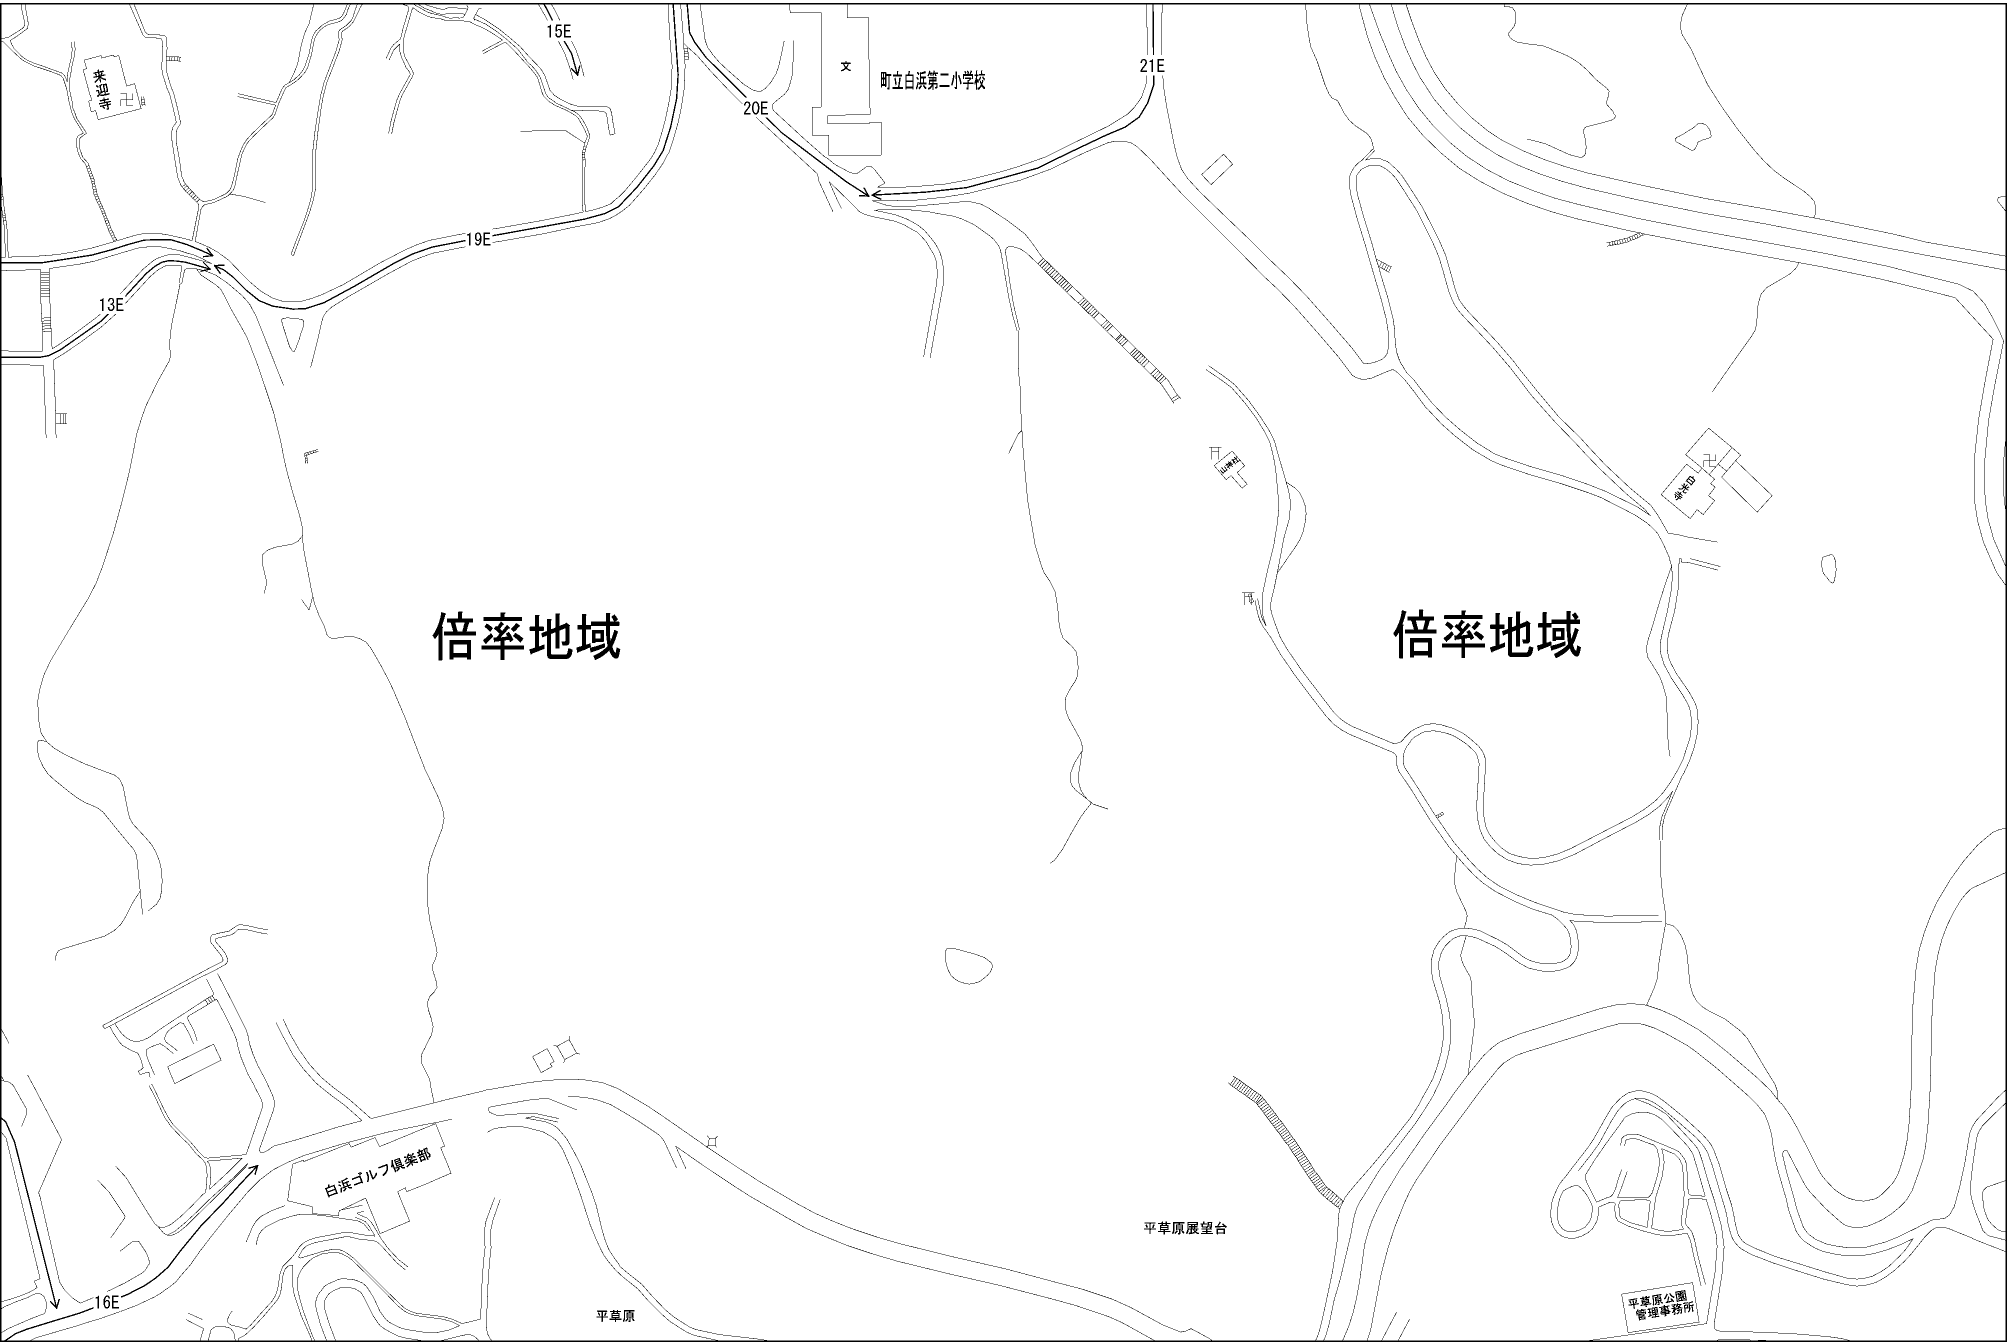 15E
来迎寺
文
町立白浜第二小学校
21E
20E
19E
13E
山神社
白光寺
倍率地域
倍率地域
白浜ゴルフ倶楽部
平草原展望台
16E
平草原
平草原公園
管理事務所